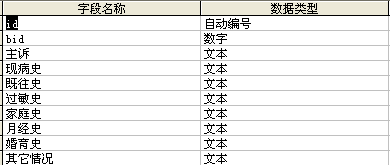 字段名称 数据类型
id 自动编号
bid 数字
主诉 文本
现病史 文本
既往史 文本
过敏史 文本
家庭史 文本
月经史 文本
婚育史 文本
其它情况 文本